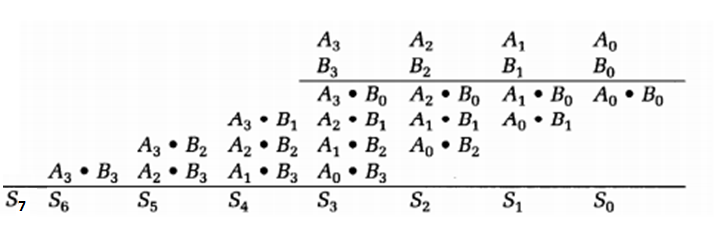 A₃ A₂ A₁ A₀
B₃ B₂ B₁ B₀
A₃ • B₀ A₂ • B₀ A₁ • B₀ A₀ • B₀
A₃ • B₁ A₂ • B₁ A₁ • B₁ A₀ • B₁
A₃ • B₂ A₂ • B₂ A₁ • B₂ A₀ • B₂
A₃ • B₃ A₂ • B₃ A₁ • B₃ A₀ • B₃
S₇ S₆ S₅ S₄ S₃ S₂ S₁ S₀